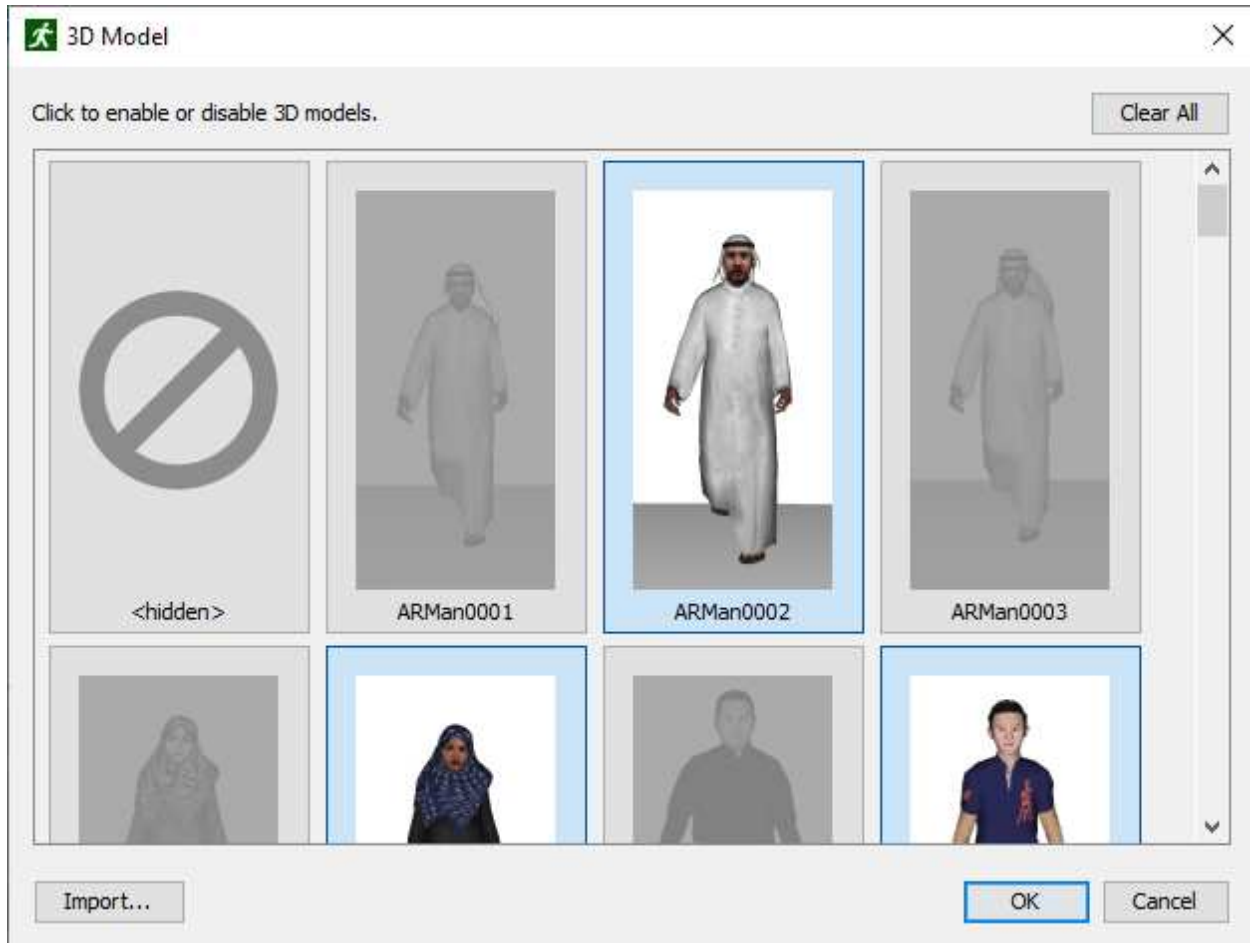 3D Model
Click to enable or disable 3D models.
Clear All
<hidden>
ARMan0001
ARMan0002
ARMan0003
Import...
OK
Cancel